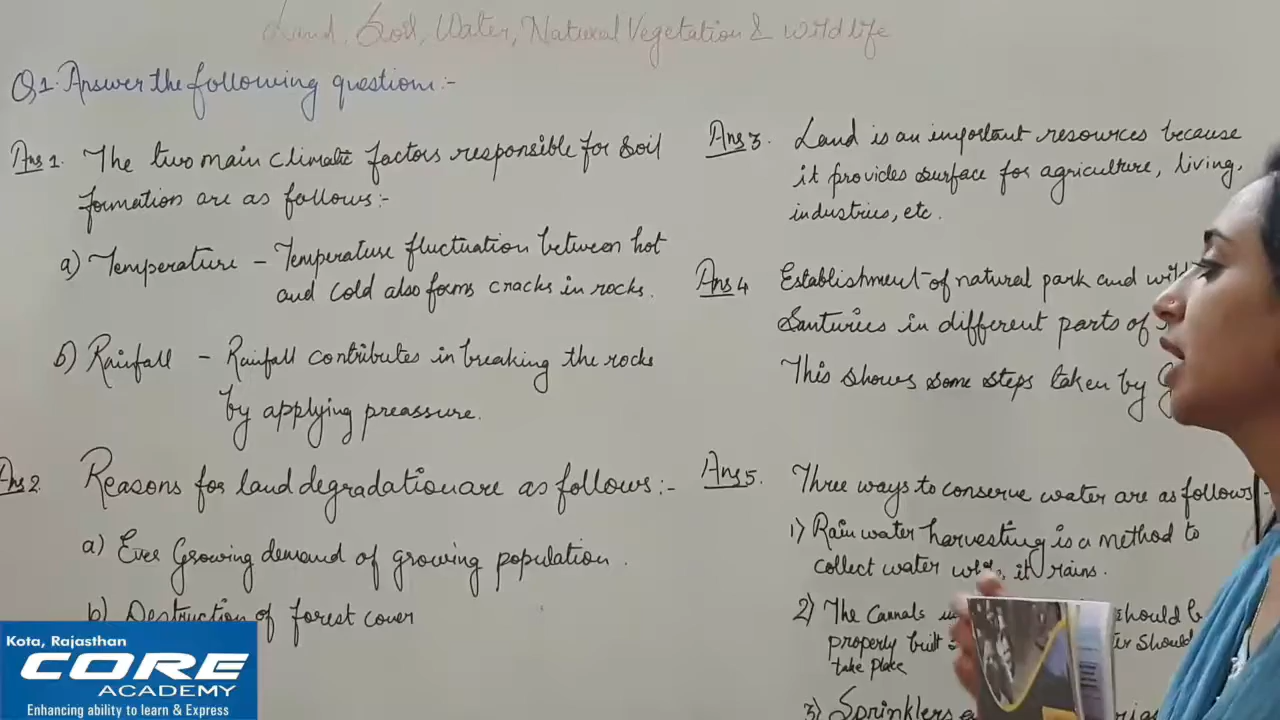 Land, Soil, Water, Natural Vegetation & Wildlife
Q1. Answer the following question:-
Ans 1. The two main climatic factors responsible for Soil
formation are as follows:-
a) Temperature – Temperature fluctuation between hot
and cold also forms cracks in rocks.
b) Rainfall – Rainfall contributes in breaking the rocks
by applying preassure.
Ans 2. Reasons for land degradation are as follows:-
a) Ever Growing demand of growing population.
b) Destruction of forest cover
Ans 3. Land is an important resources because
it provides surface for agriculture, living,
industries, etc.
Ans 4 Establishment of natural park and
Santuries in different parts of
This shows some steps taken by
Ans 5. Three ways to conserve water are as follows:-
1) Rain water harvesting is a method to
collect water it rains.
2) The Cannals should be
properly built should
take place
3) Sprinklers
Kota, Rajasthan
CORE
ACADEMY
Enhancing ability to learn & Express